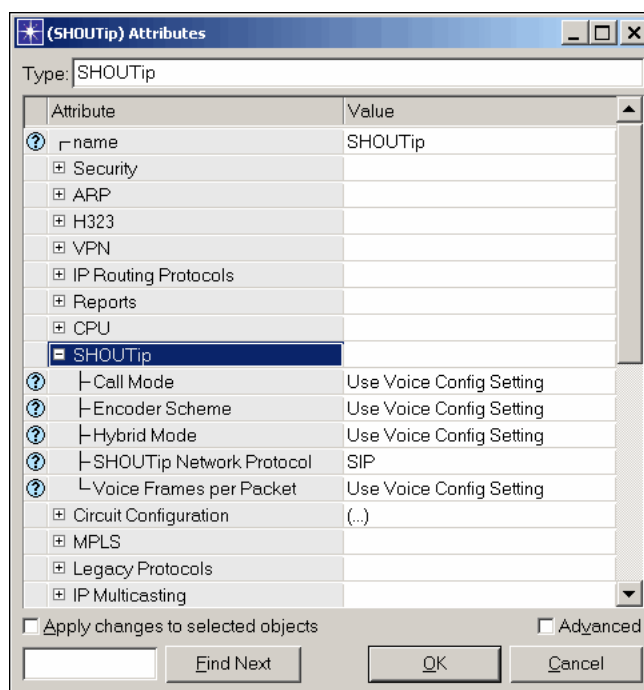 (SHOUTip) Attributes
Type: SHOUTip
Attribute Value
name SHOUTip
Security
ARP
H323
VPN
IP Routing Protocols
Reports
CPU
SHOUTip
Call Mode Use Voice Config Setting
Encoder Scheme Use Voice Config Setting
Hybrid Mode Use Voice Config Setting
SHOUTip Network Protocol SIP
Voice Frames per Packet Use Voice Config Setting
Circuit Configuration (...)
MPLS
Legacy Protocols
IP Multicasting
Apply changes to selected objects Advanced
Find Next OK Cancel